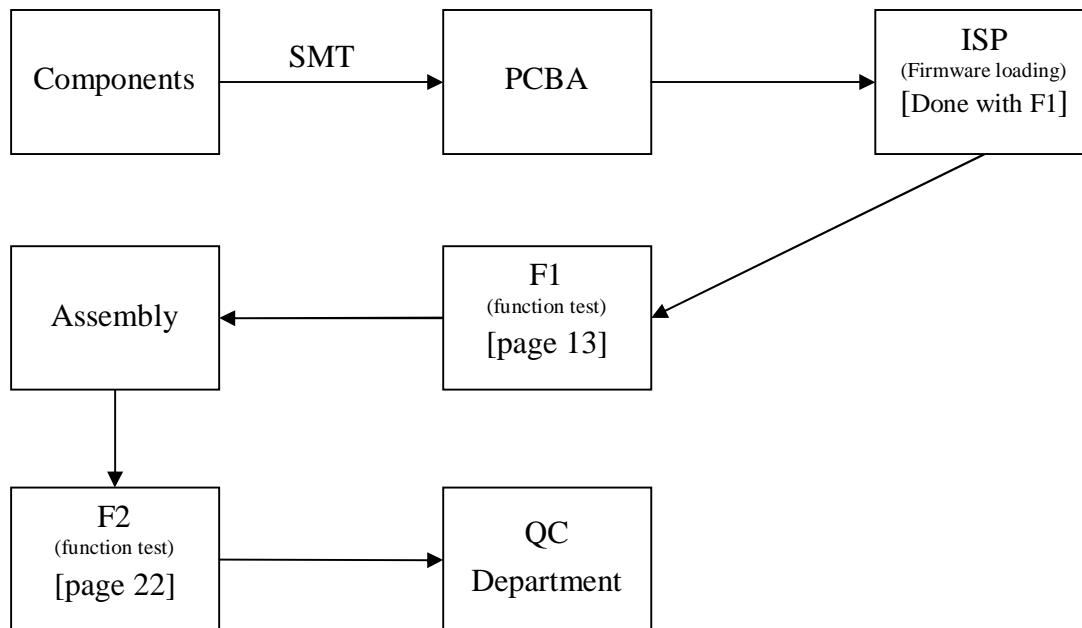 Components
SMT
PCBA
ISP
(Firmware loading)
[Done with F1]
Assembly
F1
(function test)
[page 13]
F2
(function test)
[page 22]
QC
Department